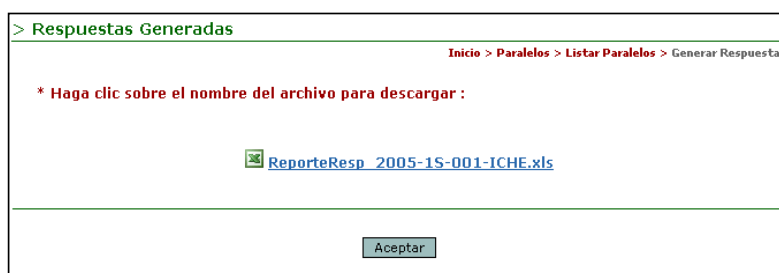 > Respuestas Generadas
Inicio > Paralelos > Listar Paralelos > Generar Respuesta
* Haga clic sobre el nombre del archivo para descargar :
ReporteResp_2005-1S-001-ICHE.xls
Aceptar